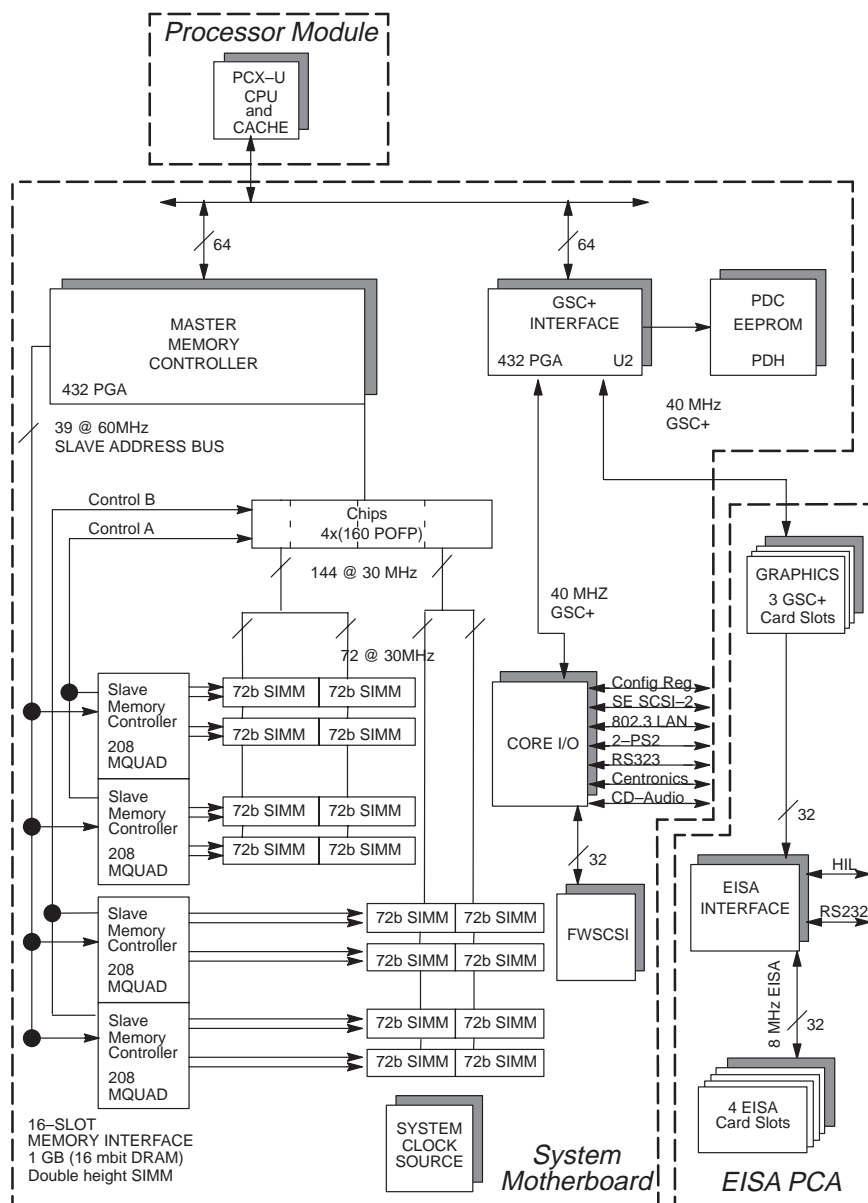 Processor Module
PCX–U
CPU
and
CACHE
64
64
MASTER
MEMORY
CONTROLLER
432 PGA
GSC+
INTERFACE
432 PGA U2
PDC
EEPROM
PDH
39 @ 60MHz
SLAVE ADDRESS BUS
40 MHz
GSC+
Control B
Control A
Chips
4x(160 POFP)
144 @ 30 MHz
40 MHZ
GSC+
GRAPHICS
3 GSC+
Card Slots
72 @ 30MHz
Slave
Memory
Controller
208
MQUAD
72b SIMM 72b SIMM
72b SIMM 72b SIMM
Slave
Memory
Controller
208
MQUAD
72b SIMM 72b SIMM
72b SIMM 72b SIMM
CORE I/O
Config Reg
SE SCSI–2
802.3 LAN
2–PS2
RS323
Centronics
CD–Audio
32
32
FWSCSI
EISA
INTERFACE
HIL
RS232
Slave
Memory
Controller
208
MQUAD
72b SIMM 72b SIMM
72b SIMM 72b SIMM
Slave
Memory
Controller
208
MQUAD
72b SIMM 72b SIMM
72b SIMM 72b SIMM
8 MHz EISA
32
4 EISA
Card Slots
16–SLOT
MEMORY INTERFACE
1 GB (16 mbit DRAM)
Double height SIMM
SYSTEM
CLOCK
SOURCE
System
Motherboard
EISA PCA